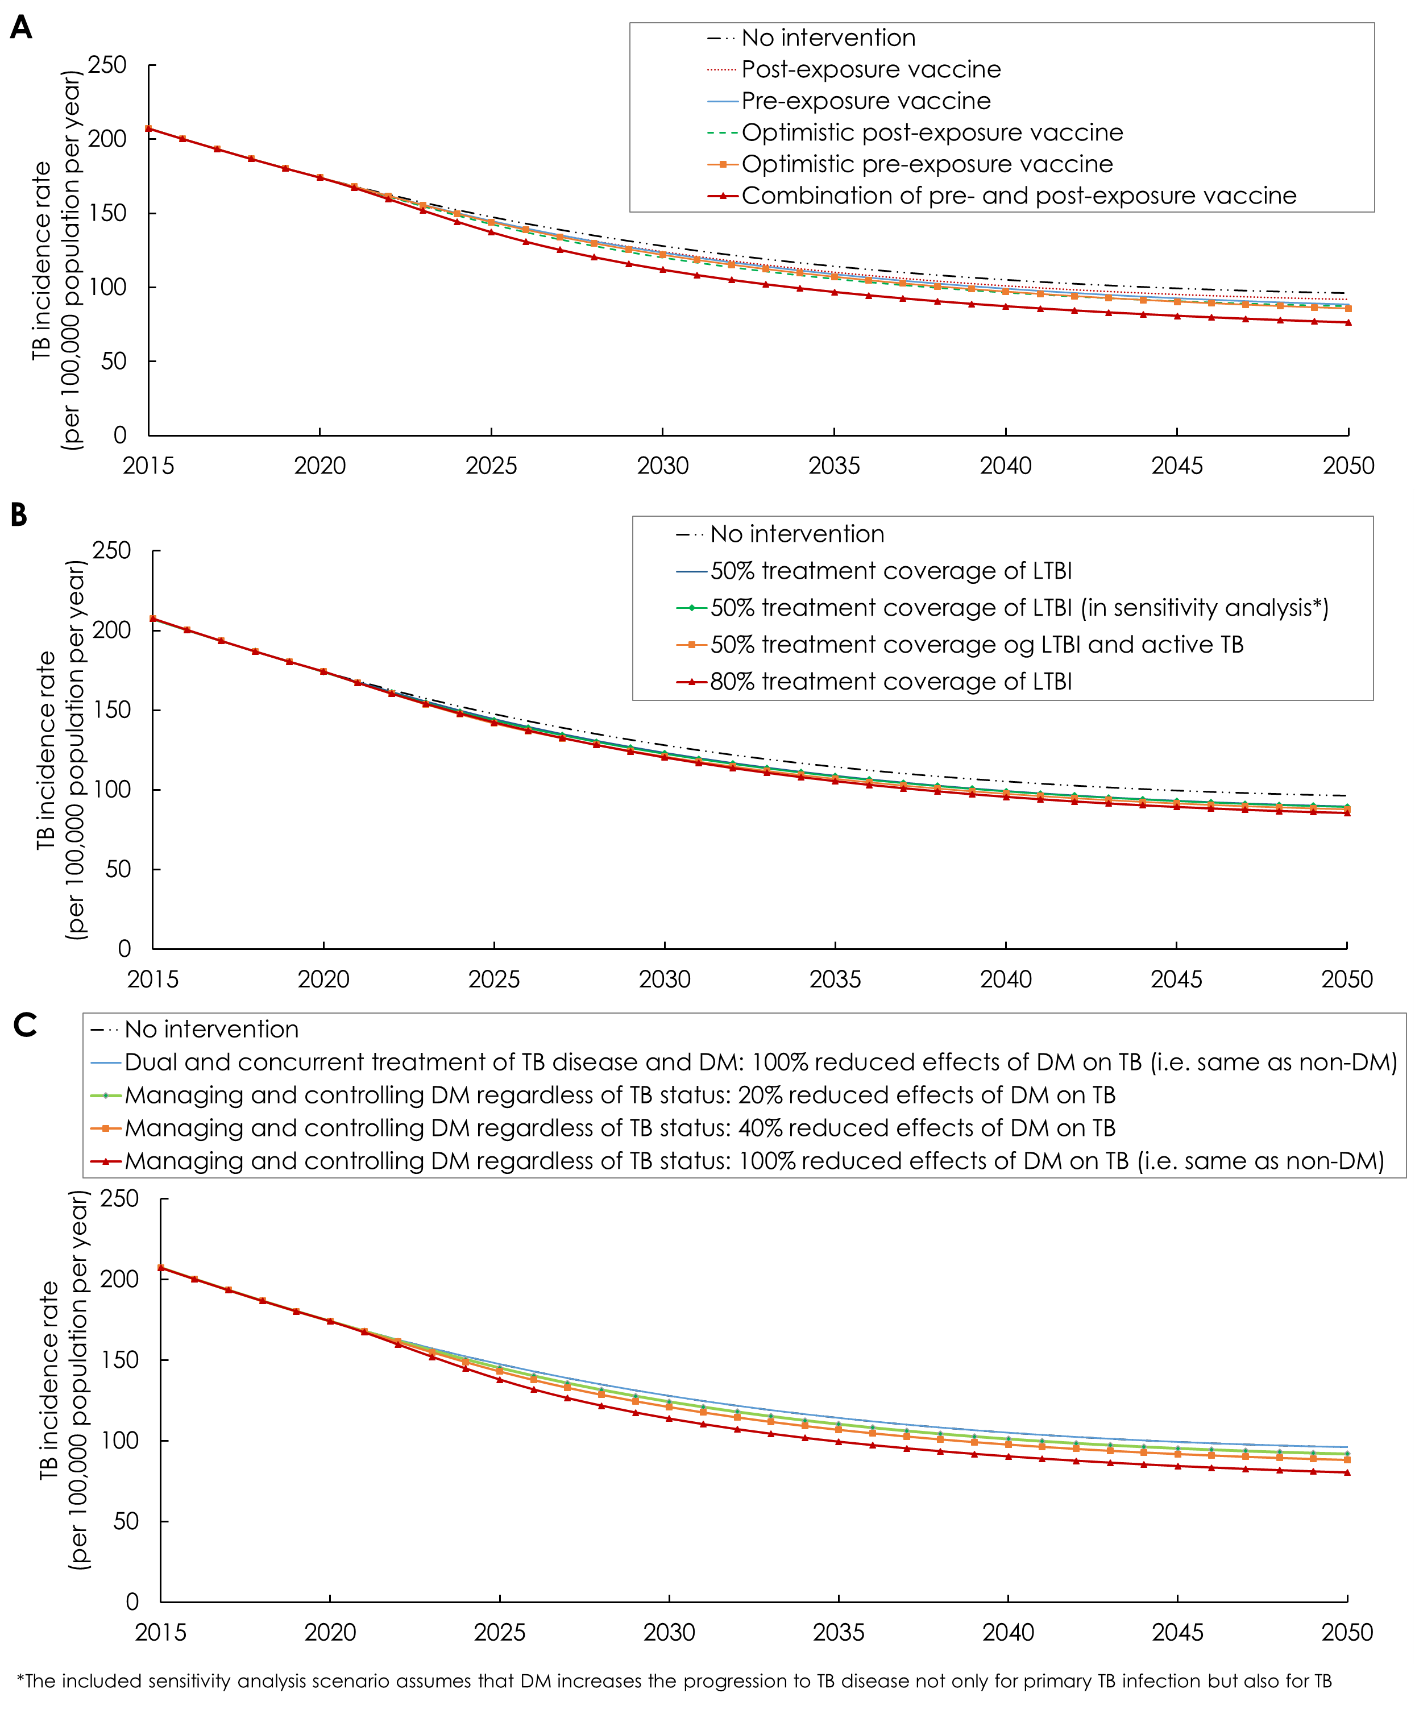 A
No intervention
Post-exposure vaccine
Pre-exposure vaccine
Optimistic post-exposure vaccine
Optimistic pre-exposure vaccine
Combination of pre- and post-exposure vaccine
TB incidence rate
(per 100,000 population per year)
250
200
150
100
50
0
2015 2020 2025 2030 2035 2040 2045 2050
B
No intervention
50% treatment coverage of LTBI
50% treatment coverage of LTBI (in sensitivity analysis*)
50% treatment coverage og LTBI and active TB
80% treatment coverage of LTBI
TB incidence rate
(per 100,000 population per year)
250
200
150
100
50
0
2015 2020 2025 2030 2035 2040 2045 2050
C
No intervention
Dual and concurrent treatment of TB disease and DM: 100% reduced effects of DM on TB (i.e. same as non-DM)
Managing and controlling DM regardless of TB status: 20% reduced effects of DM on TB
Managing and controlling DM regardless of TB status: 40% reduced effects of DM on TB
Managing and controlling DM regardless of TB status: 100% reduced effects of DM on TB (i.e. same as non-DM)
TB incidence rate
(per 100,000 population per year)
250
200
150
100
50
0
2015 2020 2025 2030 2035 2040 2045 2050
*The included sensitivity analysis scenario assumes that DM increases the progression to TB disease not only for primary TB infection but also for TB